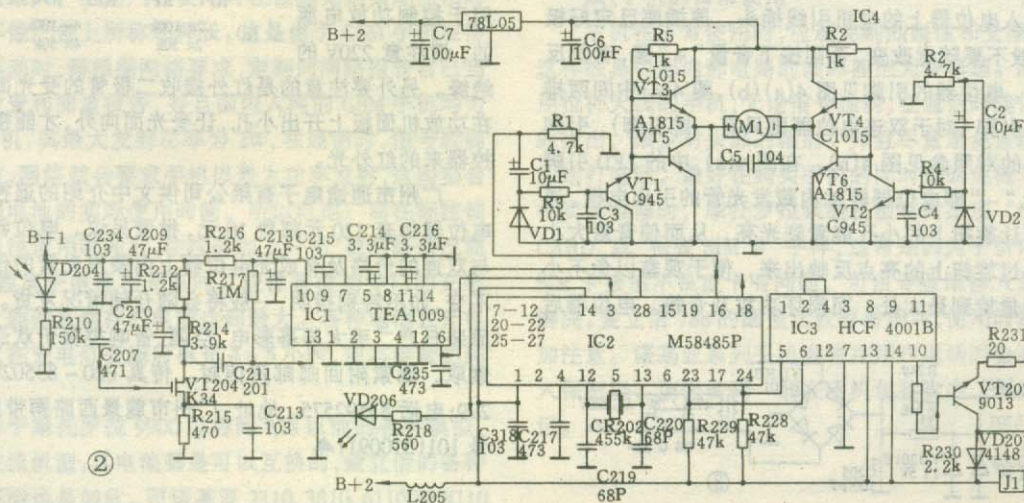 B+2
78L05
C7
100μF
C6
100μF
IC4
R5
1k
R2
1k
C1015
VT3
A1815
VT5
M1
C5
104
VT4
C1015
VT6
A1815
VT2
C945
R2
4.7k
C2
10μF
R1
4.7k
C1
10μF
R3
10k
VD1
VT1
C945
C3
103
R4
10k
C4
103
VD2
B+1
C234
103
C209
47μF
R216
1.2k
C213
47μF
C215
103
C214
3.3μF
C216
3.3μF
VD204
R212
1.2k
R217
1M
10 9 7 5 8 11 14
IC1 TEA1009
13 1 2 3 4 12 6
R210
150k
C210
47μF
R214
3.9k
C207
471
C211
201
VT204
K34
R215
470
C213
103
C235
473
VD206
R218
560
7-12
20-22
25-27
14 3 28 15 19 16 18
IC2 M58485P
1 2 4 12 5 13 6 23 17 24
1 2 3 8 9 11
IC3 HCF
4001B
5 6 12 7 13 14 10
C318
103
C217
473
CR202
455k
C220
68P
C219
68P
R229
47k
R228
47k
R231
20
VT201
9013
R230
2.2k
4148
J1
②
B+2
L205